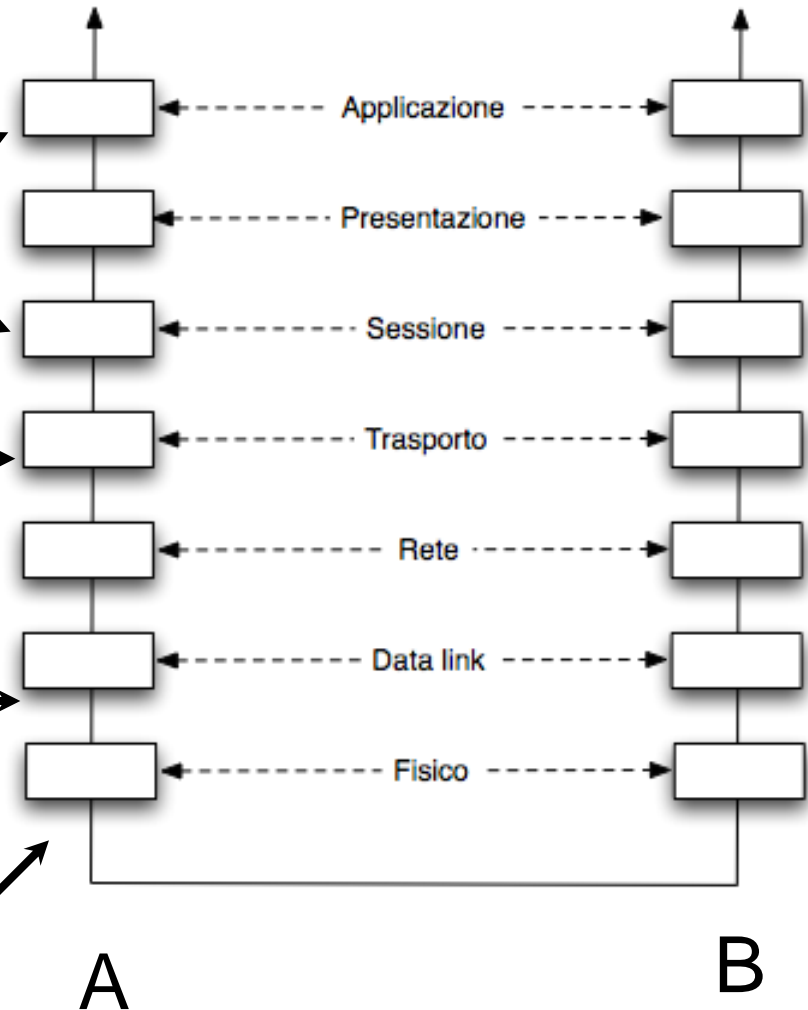 Applicazione
Presentazione
Sessione
Trasporto
Rete
Data link
Fisico
A
B